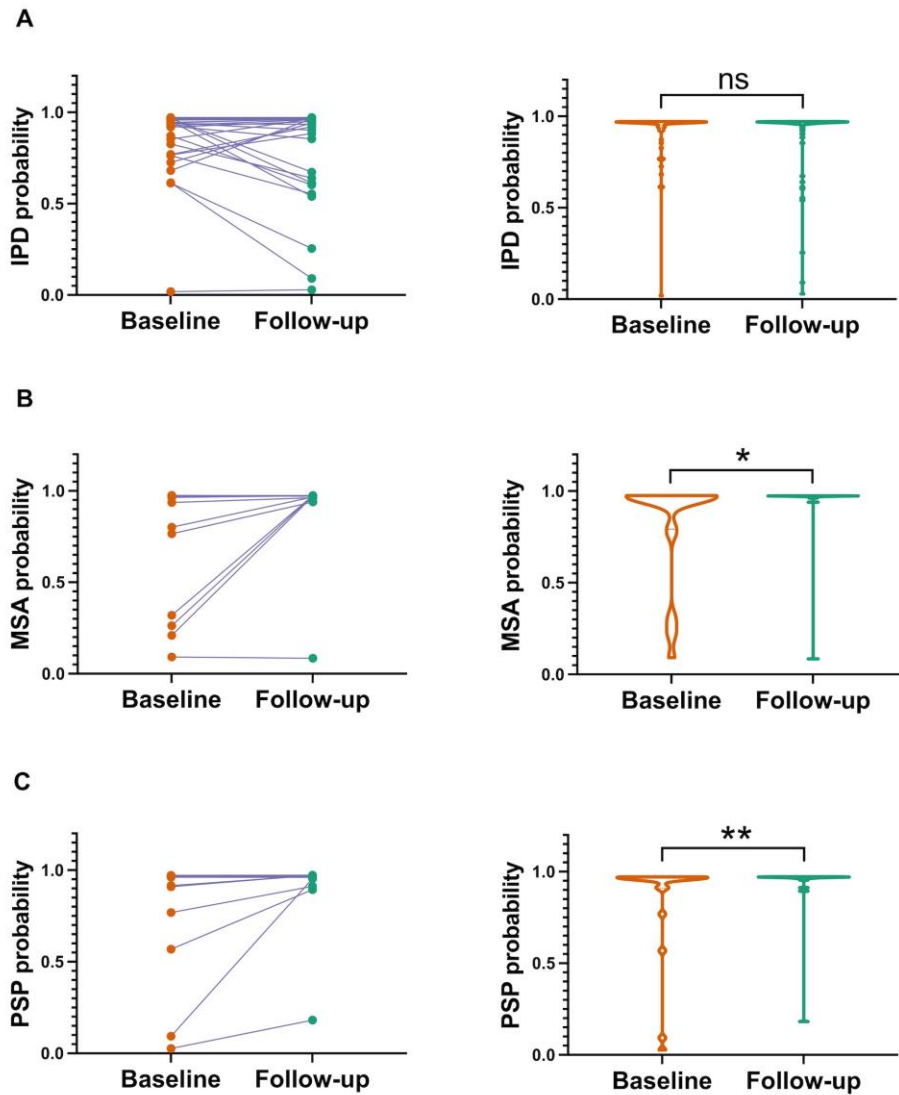 A
IPD probability
1.0
0.5
0.0
Baseline Follow-up
ns
IPD probability
1.0
0.5
0.0
Baseline Follow-up
B
MSA probability
1.0
0.5
0.0
Baseline Follow-up
*
MSA probability
1.0
0.5
0.0
Baseline Follow-up
C
PSP probability
1.0
0.5
0.0
Baseline Follow-up
**
PSP probability
1.0
0.5
0.0
Baseline Follow-up